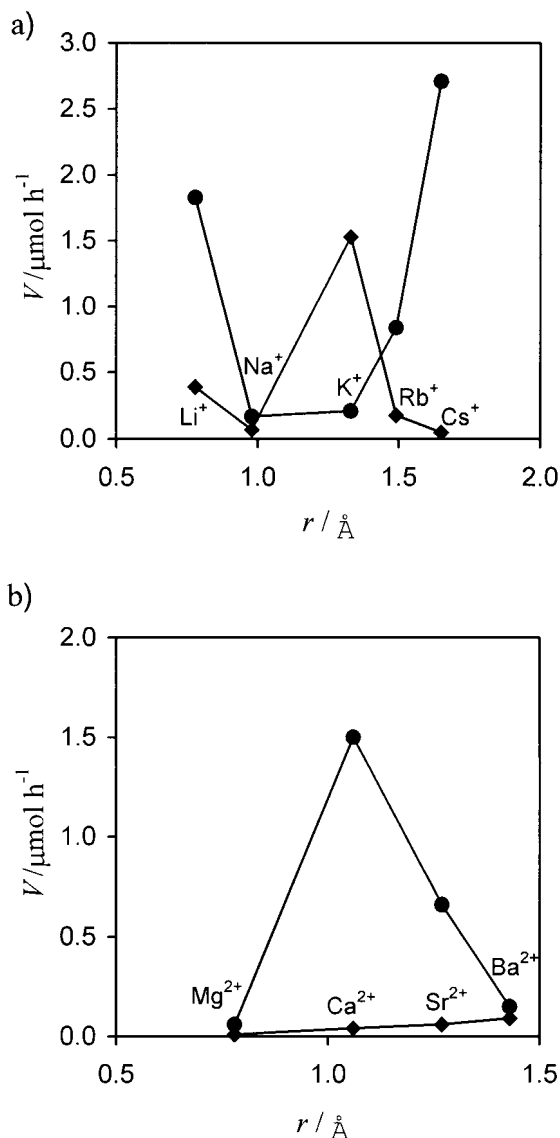 a)
3.0
2.5
2.0
1.5
1.0
0.5
0.0
V/μmol h⁻¹
Na⁺
K⁺
Li⁺
Rb⁺
Cs⁺
0.5 1.0 1.5 2.0
r / Å
b)
2.0
1.5
1.0
0.5
0.0
V/μmol h⁻¹
Ba²⁺
Mg²⁺
Ca²⁺
Sr²⁺
0.5 1.0 1.5
r / Å